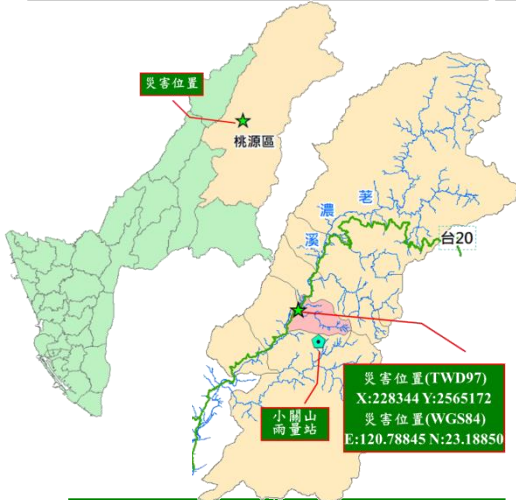 災害位置
桃源區
荖
濃
溪
台20
小關山
雨量站
災害位置(TWD97)
X:228344 Y:2565172
災害位置(WGS84)
E:120.78845 N:23.18850